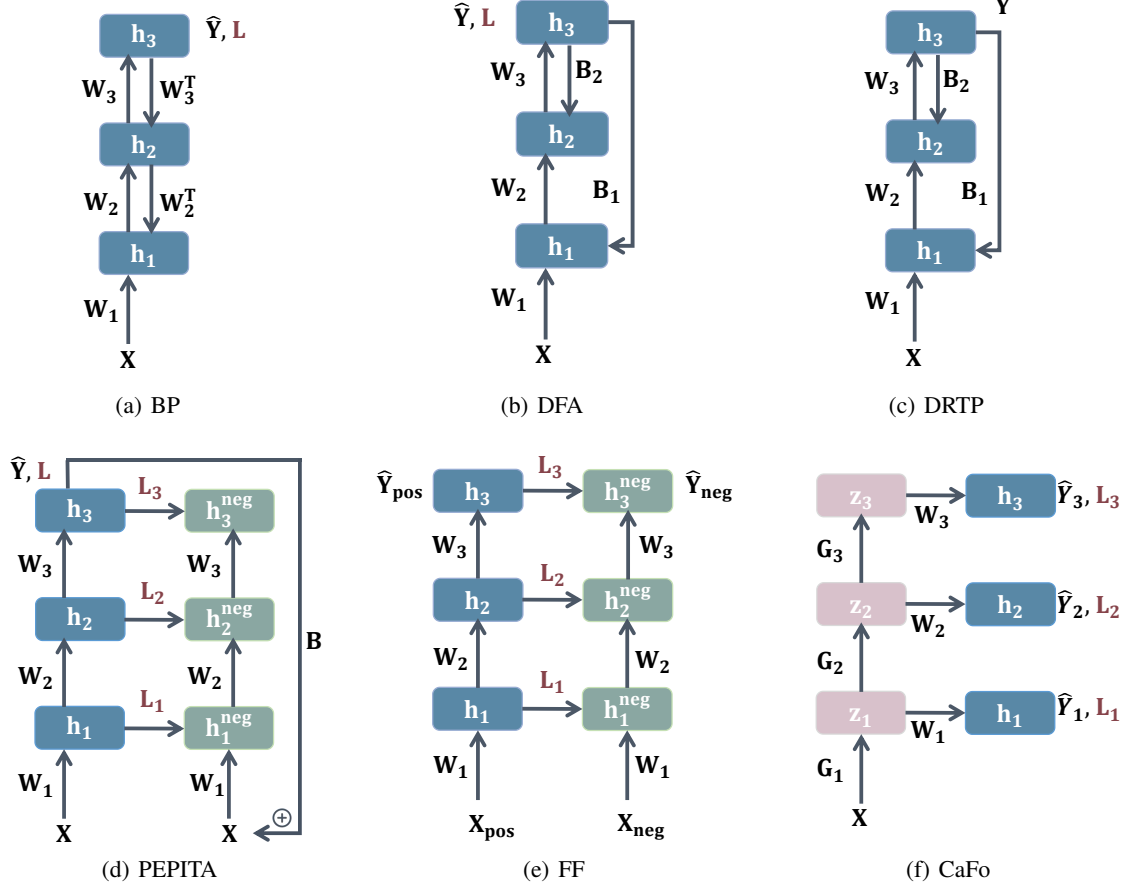 h₃ Ŷ, L
W₃ W₃ᵀ
h₂
W₂ W₂ᵀ
h₁
W₁
X
(a) BP
Ŷ, L h₃
W₃ B₂
h₂
W₂ B₁
h₁
W₁
X
(b) DFA
Y
h₃
W₃ B₂
h₂
W₂ B₁
h₁
W₁
X
(c) DRTP
Ŷ, L L₃
h₃ h₃ⁿᵉᵍ
W₃ W₃
L₂
h₂ h₂ⁿᵉᵍ B
W₂ W₂
L₁
h₁ h₁ⁿᵉᵍ
W₁ W₁
X X ⊕
(d) PEPITA
L₃
Ŷpos h₃ h₃ⁿᵉᵍ Ŷneg
W₃ W₃
L₂
h₂ h₂ⁿᵉᵍ
W₂ W₂
L₁
h₁ h₁ⁿᵉᵍ
W₁ W₁
Xpos Xneg
(e) FF
z₃ W₃ h₃ Ŷ₃, L₃
G₃
z₂ W₂ h₂ Ŷ₂, L₂
G₂
z₁ W₁ h₁ Ŷ₁, L₁
G₁
X
(f) CaFo